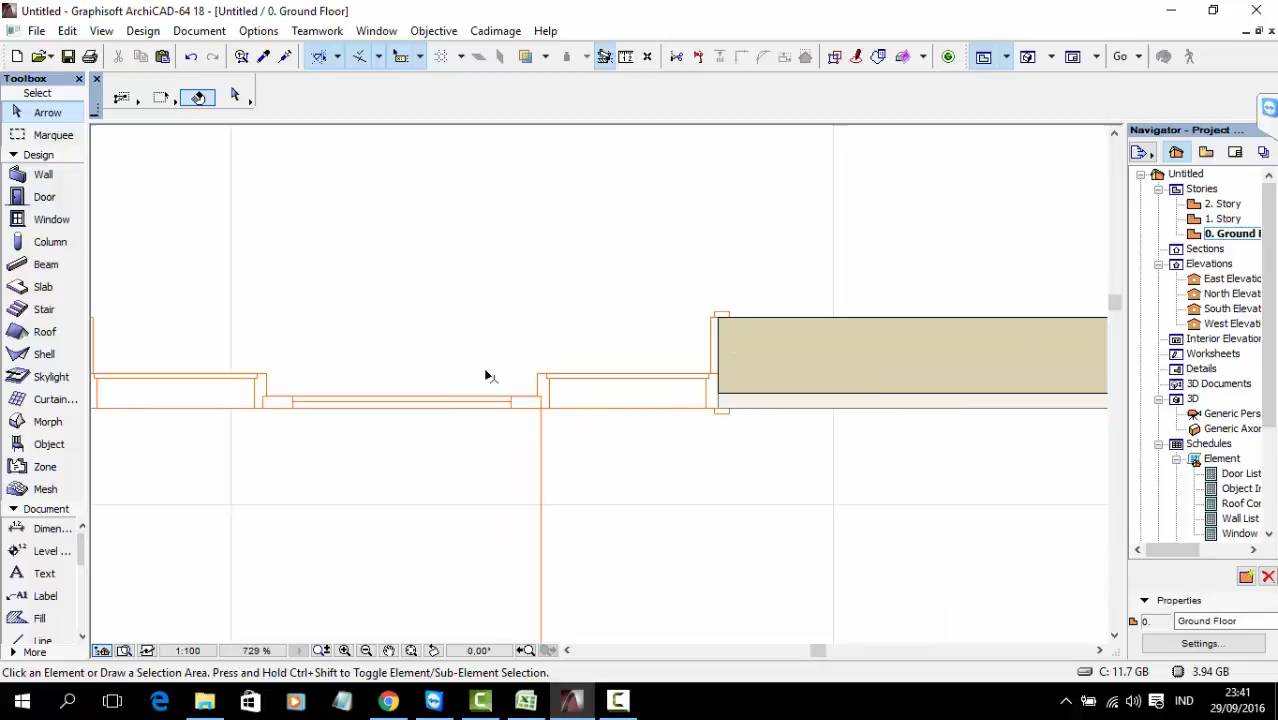 Untitled - Graphisoft ArchiCAD-64 18 - [Untitled / 0. Ground Floor]
File Edit View Design Options Document Teamwork Window Objective Cadimage Help
Go
Toolbox
Select
Arrow
Marquee
Design
Wall
Door
Window
Column
Beam
Slab
Stair
Roof
Shell
Skylight
Curtain...
Morph
Object
Zone
Mesh
Document
Dimen...
Level ...
Text
A1 Label
Fill
Line
More
Navigator - Project ...
Untitled
Stories
2. Story
1. Story
0. Ground F
Sections
Elevations
East Elevatio
North Elevat
South Elevat
West Elevati
Interior Elevation
Worksheets
Details
3D Documents
3D
Generic Pers
Generic Axor
Schedules
Element
Door List
Object In
Roof Cor
Wall List
Window
Properties
0. Ground Floor
Settings...
1:100 729 % 0,00°
Click an Element or Draw a Selection Area. Press and Hold Ctrl+Shift to Toggle Element/Sub-Element Selection.
C: 11.7 GB 3.94 GB
IND
23:41
29/09/2016